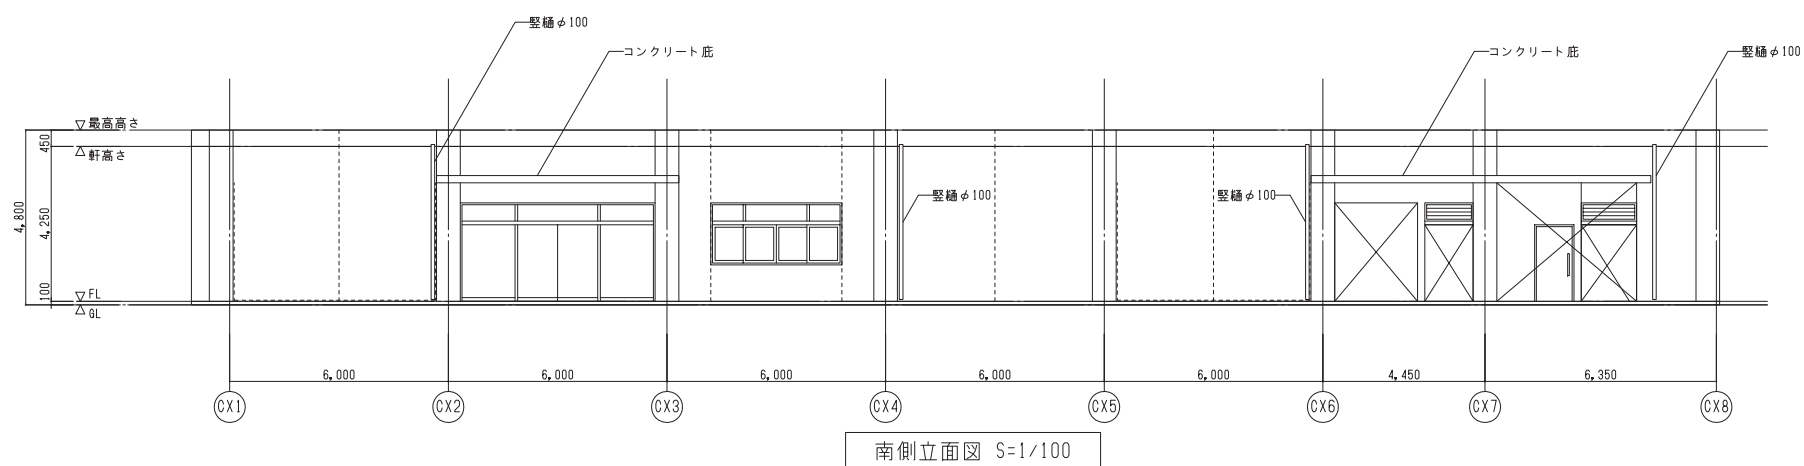 竪樋φ100
コンクリート庇
コンクリート庇
竪樋φ100
▽最高高さ
450
△軒高さ
竪樋φ100
竪樋φ100
4,800
4,250
100
▽FL
△GL
6,000
6,000
6,000
6,000
6,000
4,450
6,350
CX1
CX2
CX3
CX4
CX5
CX6
CX7
CX8
南側立面図 S=1/100